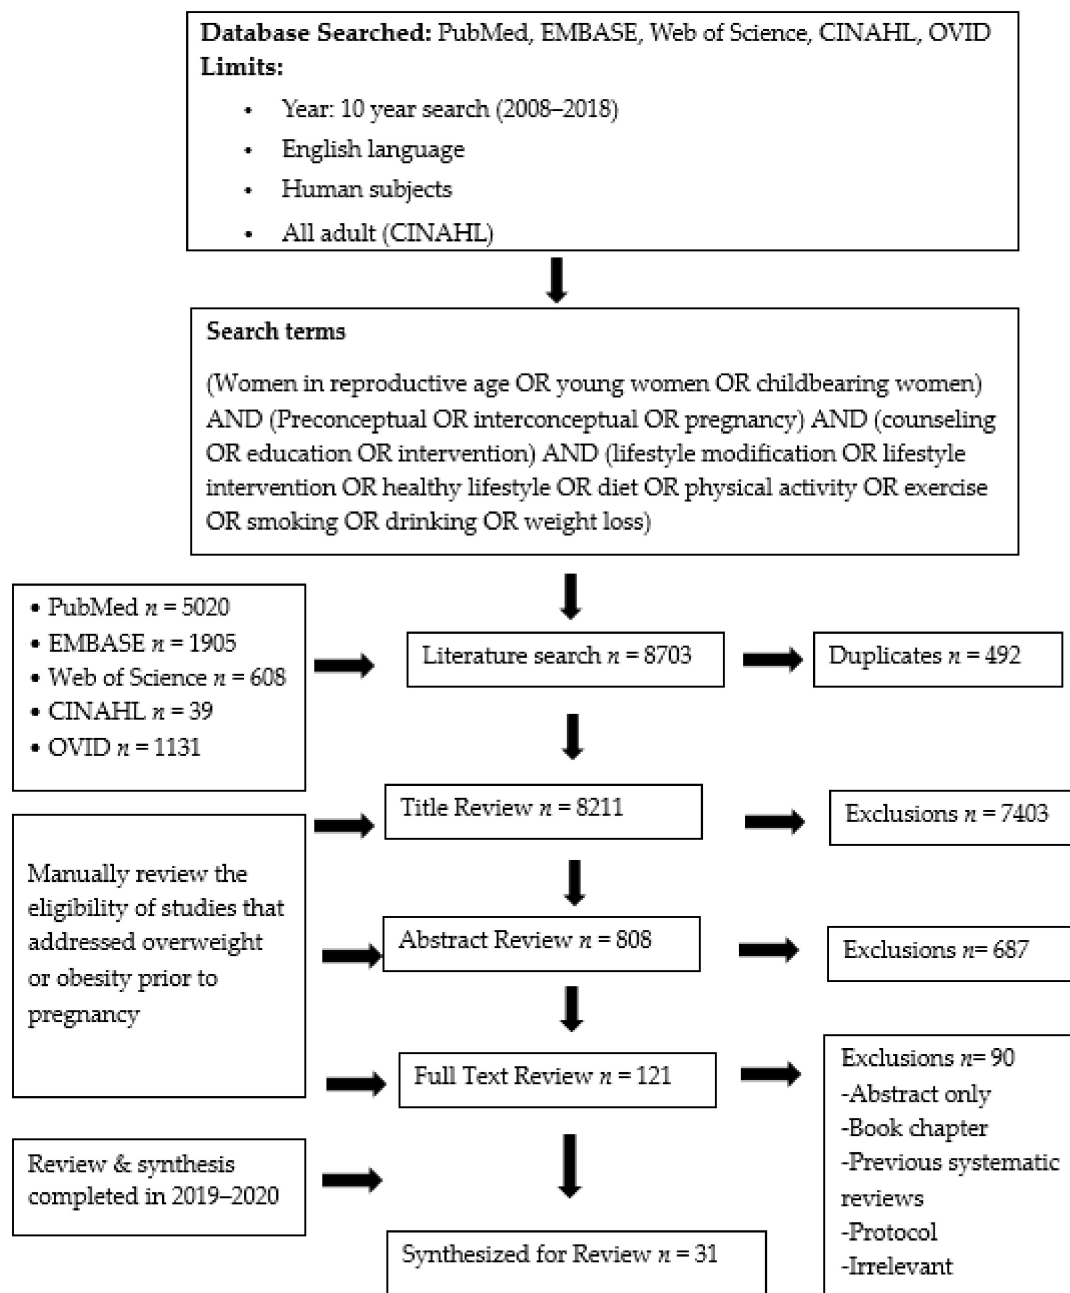 Database Searched: PubMed, EMBASE, Web of Science, CINAHL, OVID
Limits:
• Year: 10 year search (2008–2018)
• English language
• Human subjects
• All adult (CINAHL)
Search terms
(Women in reproductive age OR young women OR childbearing women)
AND (Preconceptual OR interconceptual OR pregnancy) AND (counseling
OR education OR intervention) AND (lifestyle modification OR lifestyle
intervention OR healthy lifestyle OR diet OR physical activity OR exercise
OR smoking OR drinking OR weight loss)
• PubMed n = 5020
• EMBASE n = 1905
• Web of Science n = 608
• CINAHL n = 39
• OVID n = 1131
Literature search n = 8703
Duplicates n = 492
Title Review n = 8211
Exclusions n = 7403
Manually review the
eligibility of studies that
addressed overweight
or obesity prior to
pregnancy
Abstract Review n = 808
Exclusions n= 687
Full Text Review n = 121
Exclusions n= 90
-Abstract only
-Book chapter
-Previous systematic
reviews
-Protocol
-Irrelevant
Review & synthesis
completed in 2019–2020
Synthesized for Review n = 31